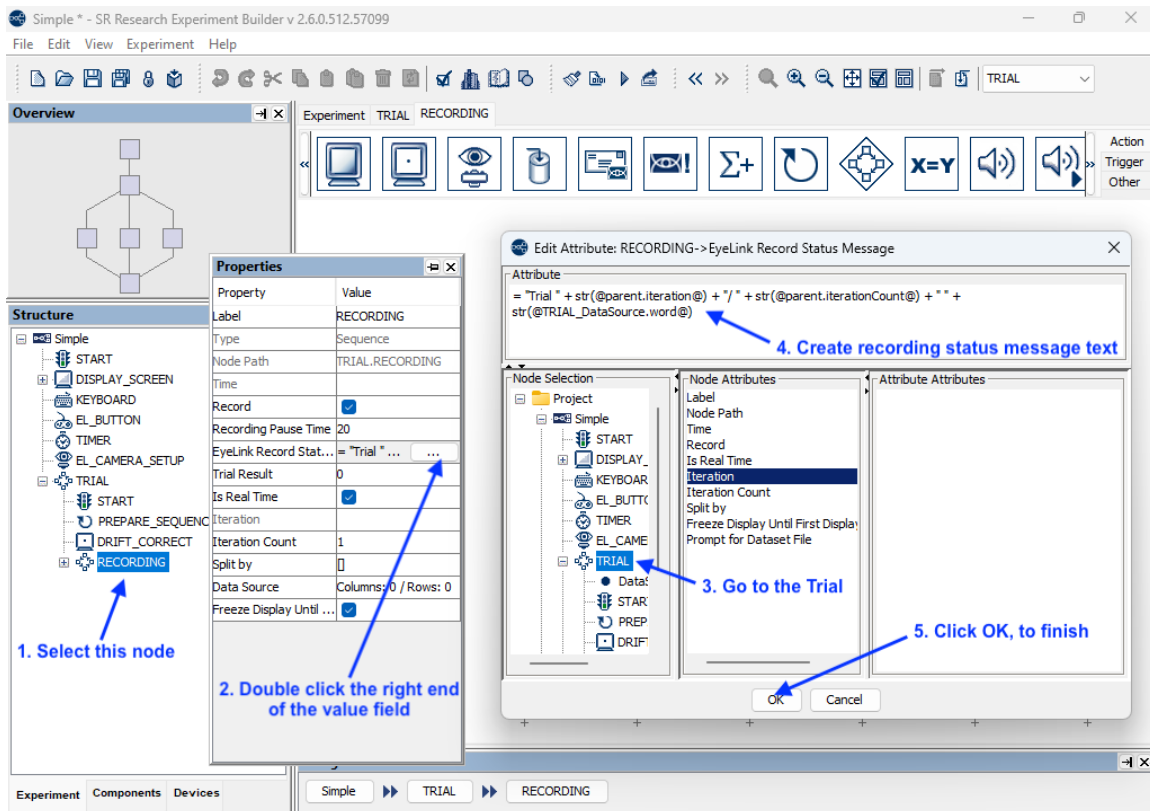 Simple * - SR Research Experiment Builder v 2.6.0.512.57099
File Edit View Experiment Help
TRIAL
Overview
Experiment TRIAL RECORDING
X=Y
Action
Trigger
Other
Structure
Simple
START
DISPLAY_SCREEN
KEYBOARD
EL_BUTTON
TIMER
EL_CAMERA_SETUP
TRIAL
START
PREPARE_SEQUENC
DRIFT_CORRECT
RECORDING
1. Select this node
Properties
Property Value
Label RECORDING
Type Sequence
Node Path TRIAL.RECORDING
Time
Record
Recording Pause Time 20
EyeLink Record Stat... = "Trial " ... ...
Trial Result 0
Is Real Time
Iteration
Iteration Count 1
Split by []
Data Source Columns: 0 / Rows: 0
Freeze Display Until ...
2. Double click the right end
of the value field
Edit Attribute: RECORDING->EyeLink Record Status Message
Attribute
= "Trial " + str(@parent.iteration@) + "/ " + str(@parent.iterationCount@) + " " +
str(@TRIAL_DataSource.word@)
4. Create recording status message text
Node Selection
Project
Simple
START
DISPLAY_
KEYBOAR
EL_BUTTO
TIMER
EL_CAME
TRIAL
DataS
STAR
PREP
DRIFT
Node Attributes
Label
Node Path
Time
Record
Is Real Time
Iteration
Iteration Count
Split by
Freeze Display Until First Display
Prompt for Dataset File
Attribute Attributes
3. Go to the Trial
5. Click OK, to finish
OK Cancel
Experiment Components Devices
Simple TRIAL RECORDING